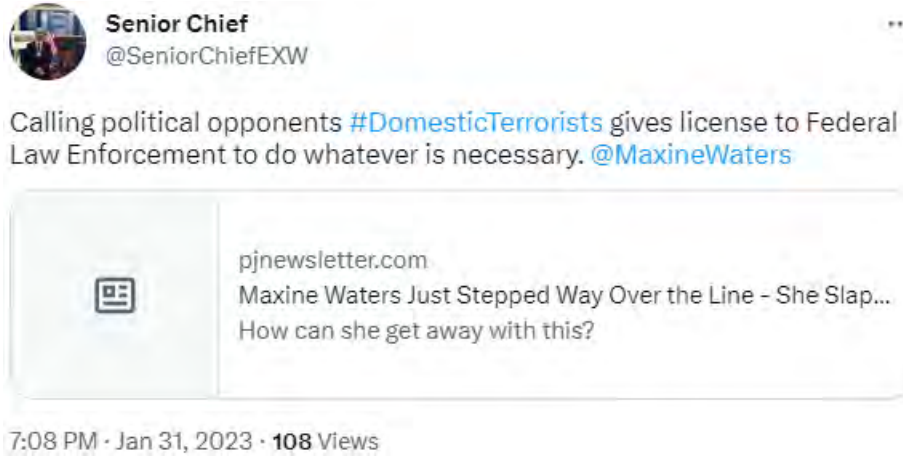 Senior Chief
@SeniorChiefEXW
Calling political opponents #DomesticTerrorists gives license to Federal
Law Enforcement to do whatever is necessary. @MaxineWaters
pjnewsletter.com
Maxine Waters Just Stepped Way Over the Line - She Slap...
How can she get away with this?
7:08 PM · Jan 31, 2023 · 108 Views